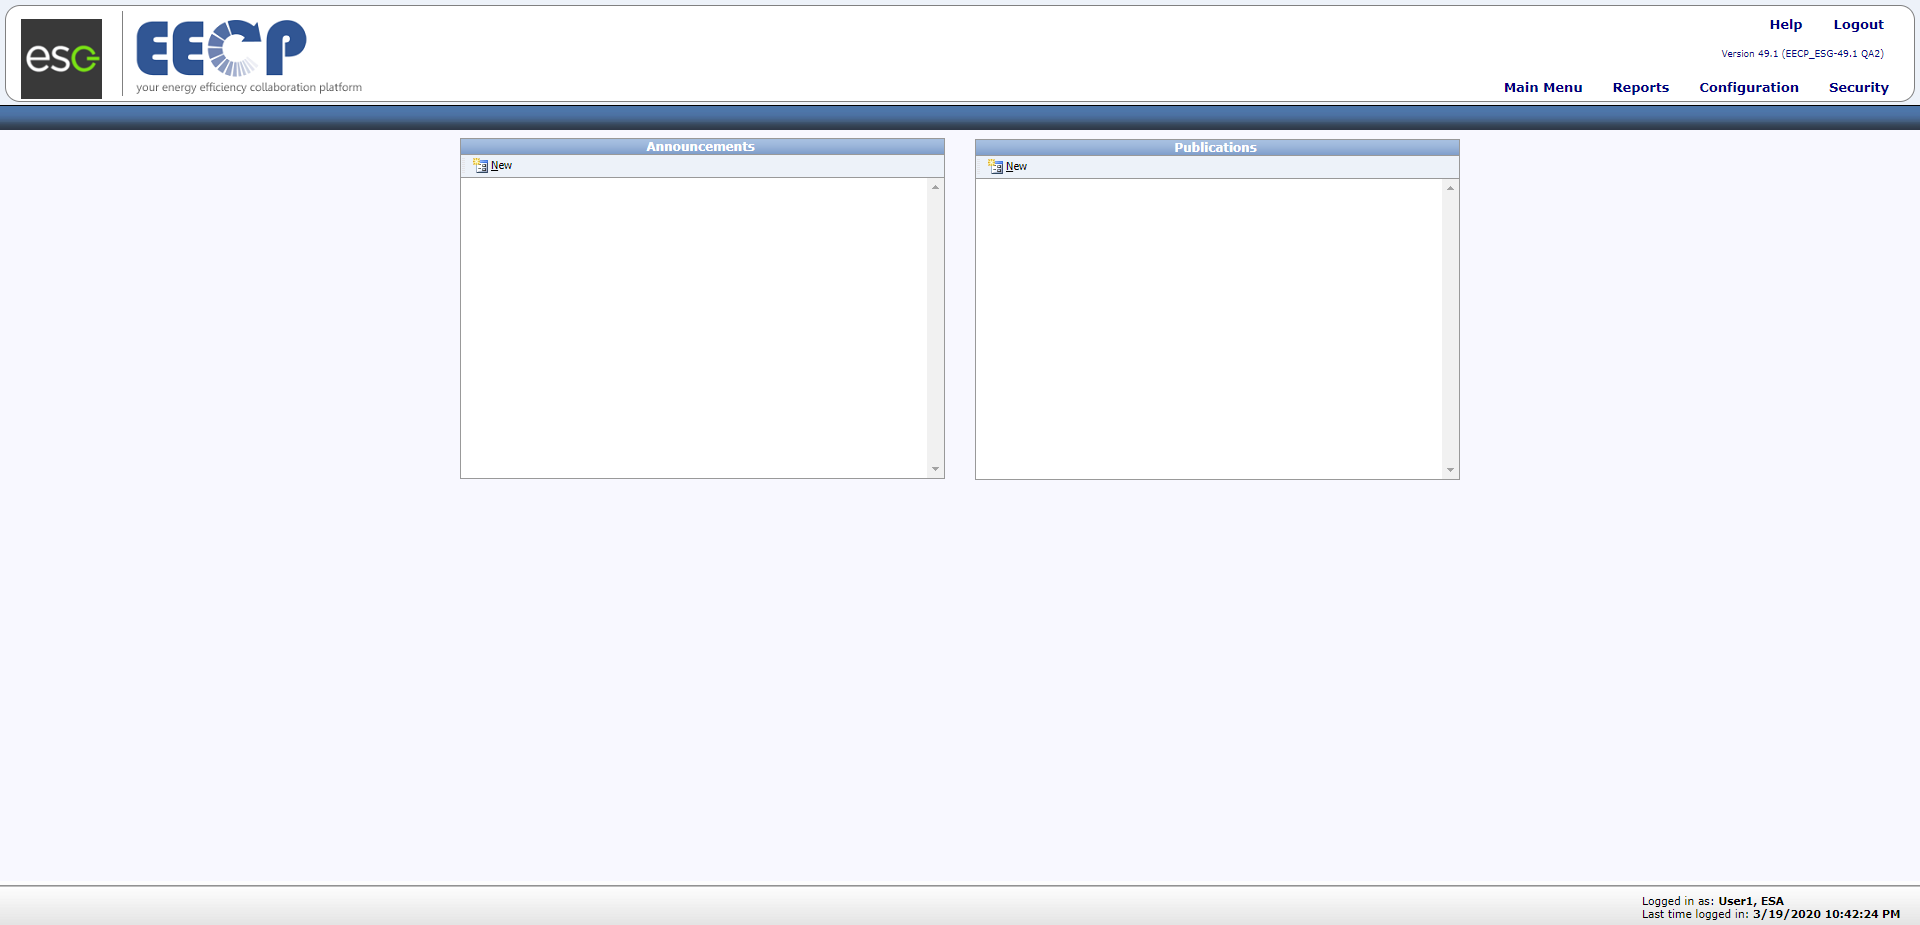 esg
EECP
your energy efficiency collaboration platform
Help Logout
Version 49.1 (EECP_ESG-49.1 QA2)
Main Menu Reports Configuration Security
Announcements
New
Publications
New
Logged in as: User1, ESA
Last time logged in: 3/19/2020 10:42:24 PM